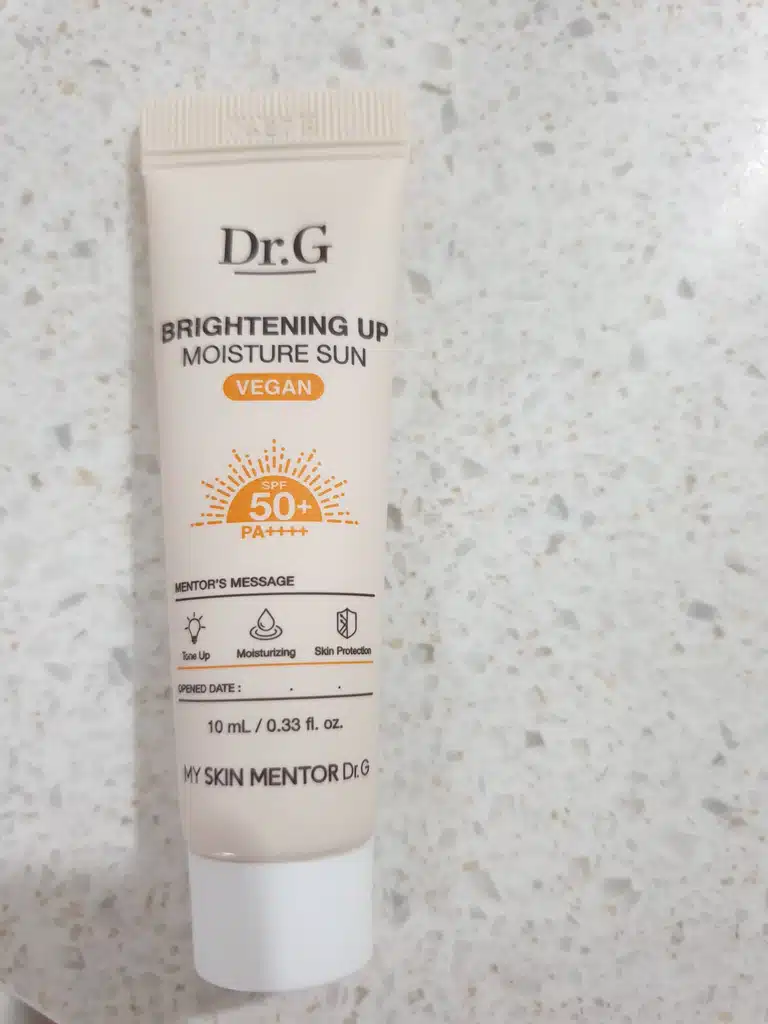 Dr.G
BRIGHTENING UP
MOISTURE SUN
VEGAN
SPF
50+
PA++++
MENTOR'S MESSAGE
Tone Up Moisturizing Skin Protection
OPENED DATE : . .
10 mL / 0.33 fl. oz.
MY SKIN MENTOR Dr.G